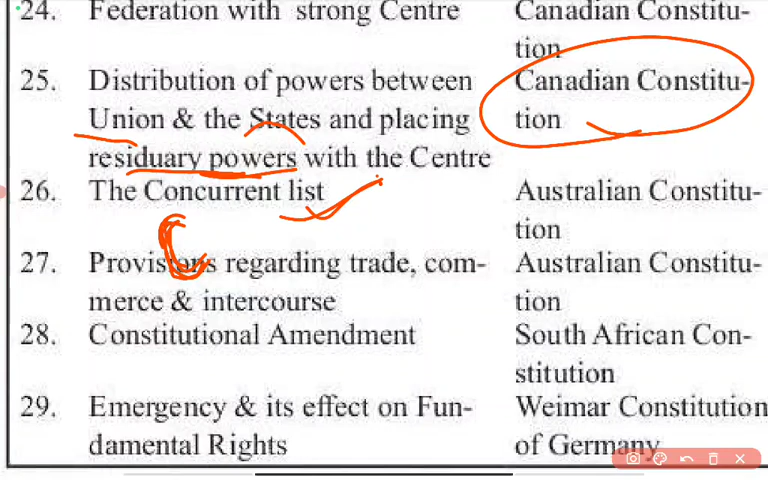 24. Federation with strong Centre Canadian Constitu-
tion
25. Distribution of powers between Canadian Constitu-
Union & the States and placing tion
residuary powers with the Centre
26. The Concurrent list Australian Constitu-
tion
27. Provisions regarding trade, com- Australian Constitu-
merce & intercourse tion
28. Constitutional Amendment South African Con-
stitution
29. Emergency & its effect on Fun- Weimar Constitution
damental Rights of Germany